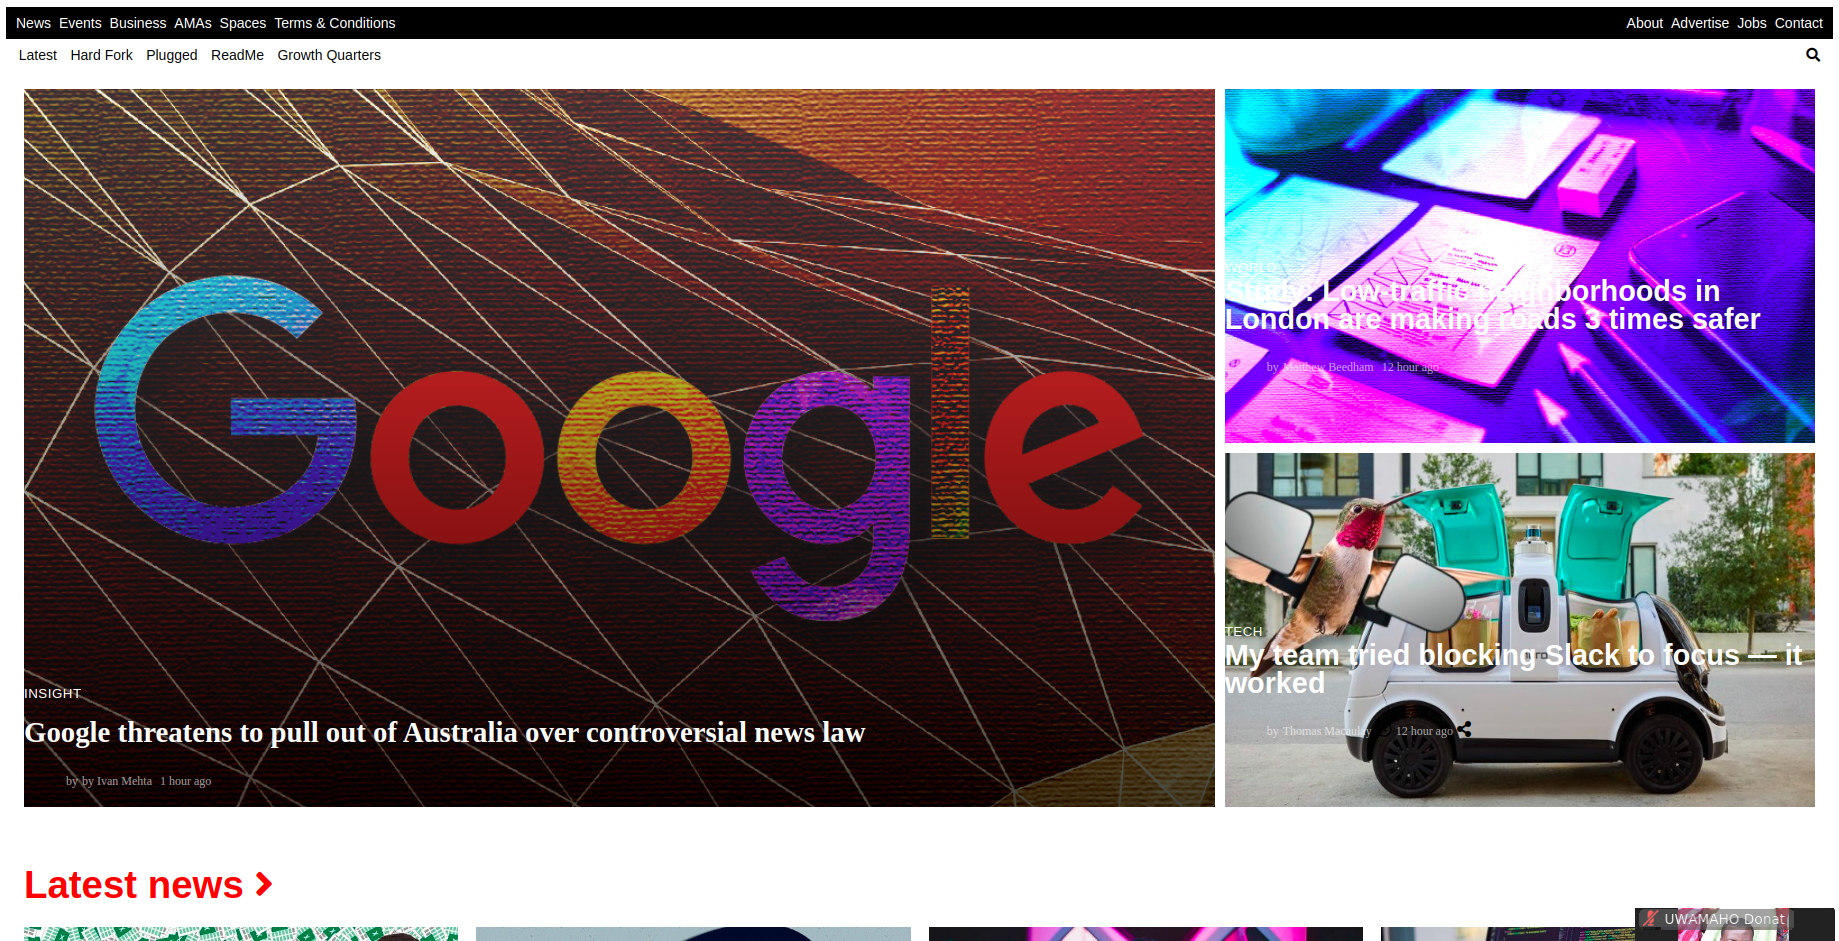 News Events Business AMAs Spaces Terms & Conditions
About Advertise Jobs Contact
Latest Hard Fork Plugged ReadMe Growth Quarters
Google
INSIGHT
Google threatens to pull out of Australia over controversial news law
by by Ivan Mehta 1 hour ago
WORLD
Study: Low-traffic neighborhoods in
London are making roads 3 times safer
by Matthew Beedham 12 hour ago
TECH
My team tried blocking Slack to focus — it
worked
by Thomas Macaulay 12 hour ago
Latest news
UWAMAHO Donat